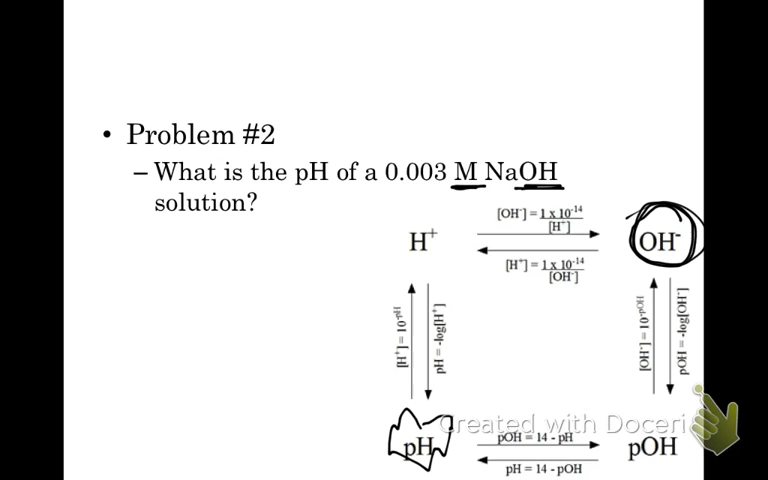 • Problem #2
– What is the pH of a 0.003 M NaOH
solution?
[OH⁻] = 1 x 10⁻¹⁴
[H⁺]
H⁺
OH⁻
[H⁺] = 1 x 10⁻¹⁴
[OH⁻]
[H⁺] = 10⁻ᵖᴴ
pH = -log[H⁺]
[OH⁻] = 10⁻ᵖᴼᴴ
pOH = -log[OH⁻]
Created with Doceri
pH
pOH = 14 - pH
pOH
pH = 14 - pOH